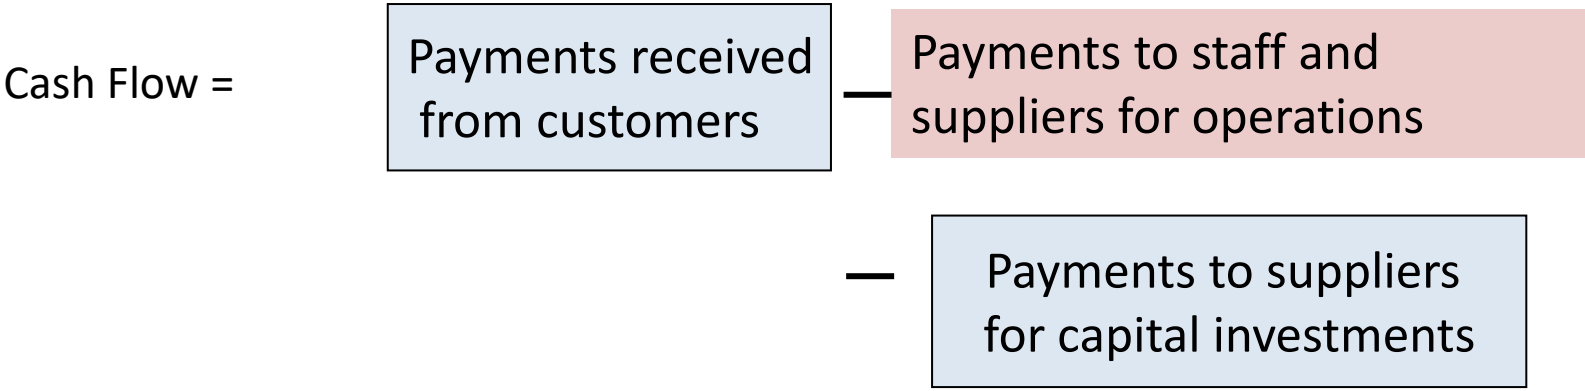 Cash Flow =
Payments received
from customers
— Payments to staff and
suppliers for operations
— Payments to suppliers
for capital investments